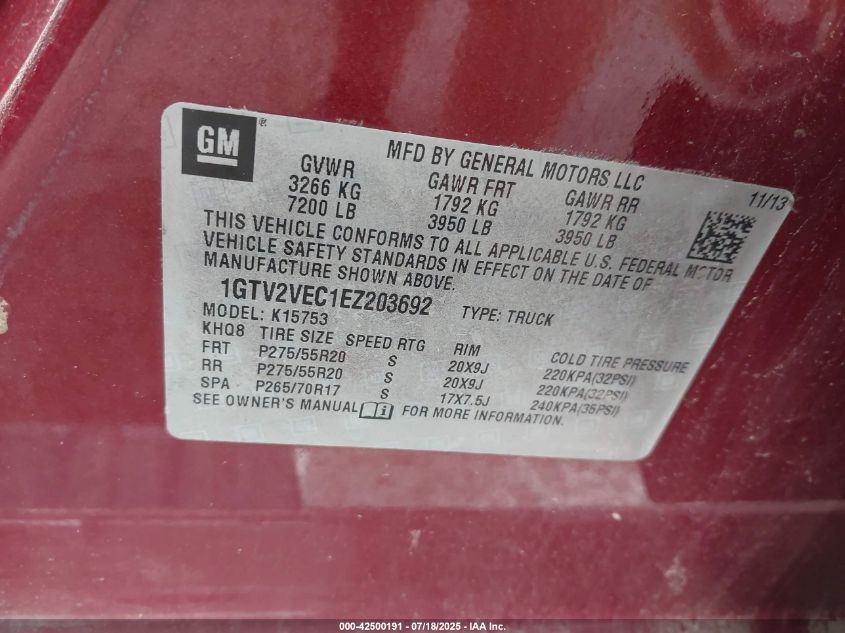 GM
MFD BY GENERAL MOTORS LLC
11/13
GVWR GAWR FRT GAWR RR
3266 KG 1792 KG 1792 KG
7200 LB 3950 LB 3950 LB
THIS VEHICLE CONFORMS TO ALL APPLICABLE U.S. FEDERAL MOTOR
VEHICLE SAFETY STANDARDS IN EFFECT ON THE DATE OF
MANUFACTURE SHOWN ABOVE.
1GTV2VEC1EZ203692 TYPE: TRUCK
MODEL: K15753
KHQ8 TIRE SIZE SPEED RTG RIM COLD TIRE PRESSURE
FRT P275/55R20 S 20X9J 220KPA(32PSI)
RR P275/55R20 S 20X9J 220KPA(32PSI)
SPA P265/70R17 S 17X7.5J 240KPA(35PSI)
SEE OWNER'S MANUAL i FOR MORE INFORMATION.
000-42500191 - 07/18/2025 - IAA Inc.